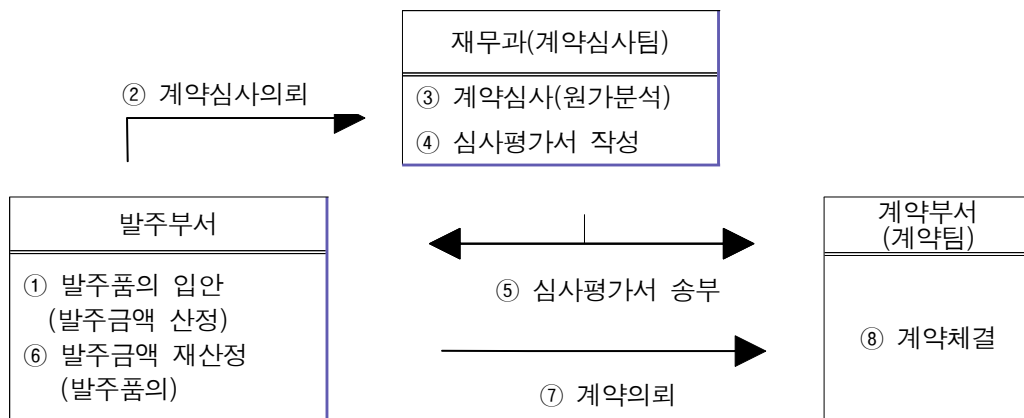 재무과(계약심사팀)
② 계약심사의뢰
③ 계약심사(원가분석)
④ 심사평가서 작성
발주부서
① 발주품의 입안
(발주금액 산정)
⑥ 발주금액 재산정
(발주품의)
⑤ 심사평가서 송부
⑦ 계약의뢰
계약부서
(계약팀)
⑧ 계약체결